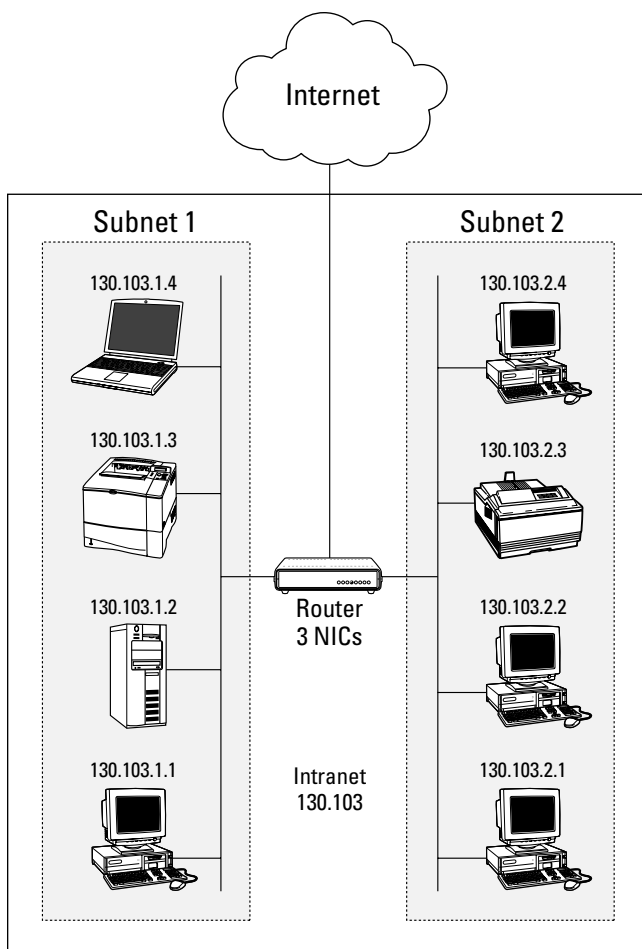 Internet
Subnet 1
130.103.1.4
130.103.1.3
130.103.1.2
130.103.1.1
Router
3 NICs
Intranet
130.103
Subnet 2
130.103.2.4
130.103.2.3
130.103.2.2
130.103.2.1